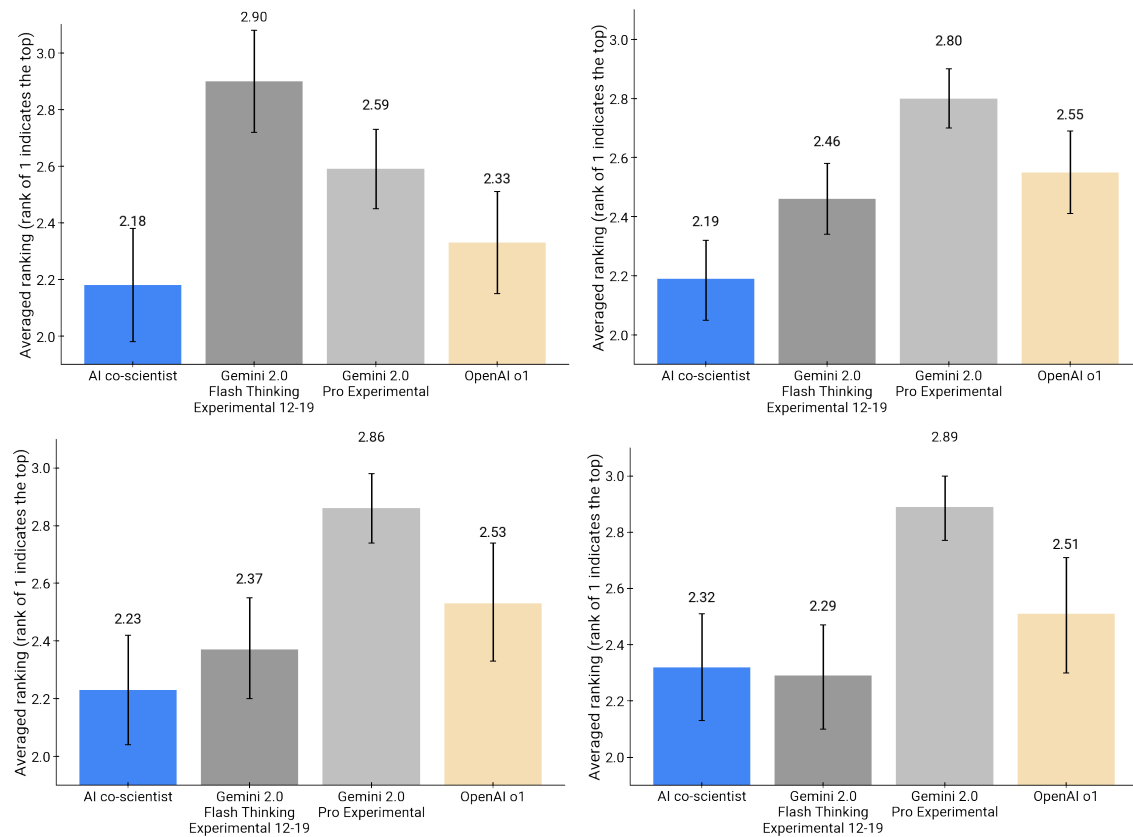 Averaged ranking (rank of 1 indicates the top)
3.0
2.8
2.6
2.4
2.2
2.0
2.18
2.90
2.59
2.33
AI co-scientist
Gemini 2.0
Flash Thinking
Experimental 12-19
Gemini 2.0
Pro Experimental
OpenAI o1
Averaged ranking (rank of 1 indicates the top)
3.0
2.8
2.6
2.4
2.2
2.0
2.19
2.46
2.80
2.55
AI co-scientist
Gemini 2.0
Flash Thinking
Experimental 12-19
Gemini 2.0
Pro Experimental
OpenAI o1
Averaged ranking (rank of 1 indicates the top)
3.0
2.8
2.6
2.4
2.2
2.0
2.23
2.37
2.86
2.53
AI co-scientist
Gemini 2.0
Flash Thinking
Experimental 12-19
Gemini 2.0
Pro Experimental
OpenAI o1
Averaged ranking (rank of 1 indicates the top)
3.0
2.8
2.6
2.4
2.2
2.0
2.32
2.29
2.89
2.51
AI co-scientist
Gemini 2.0
Flash Thinking
Experimental 12-19
Gemini 2.0
Pro Experimental
OpenAI o1